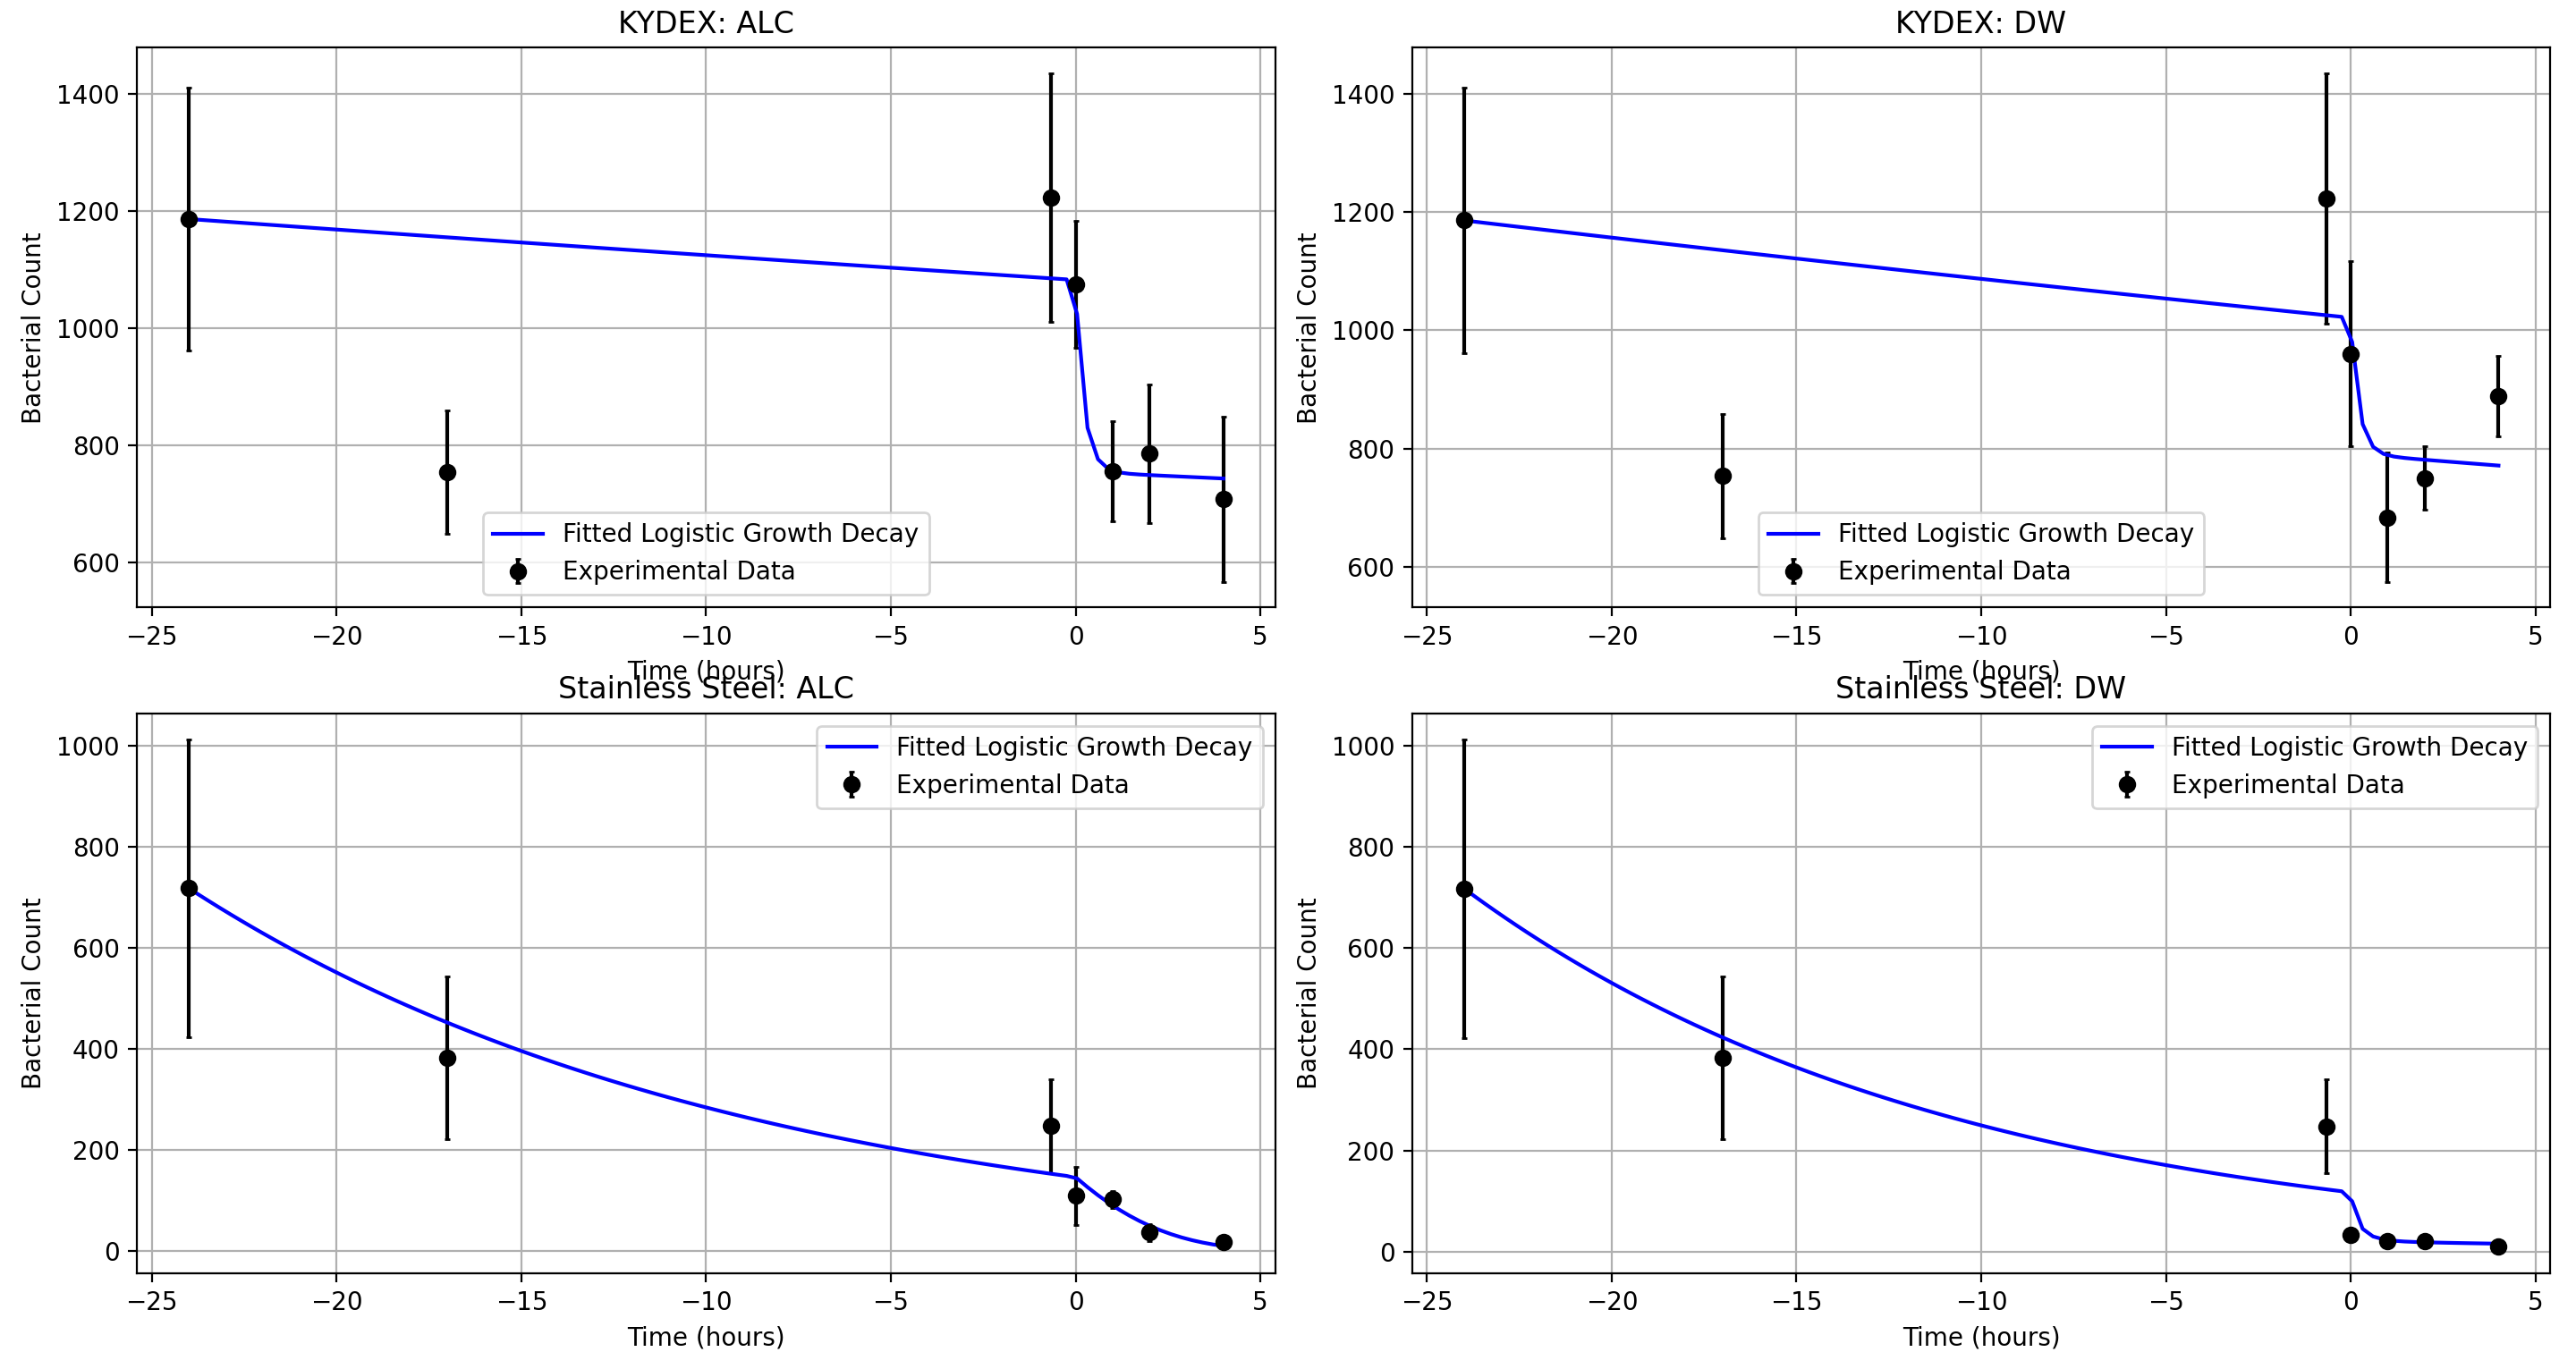 KYDEX: ALC
1400
1200
1000
800
600
Bacterial Count
Fitted Logistic Growth Decay
Experimental Data
−25 −20 −15 −10 −5 0 5
Time (hours)
KYDEX: DW
1400
1200
1000
800
600
Bacterial Count
Fitted Logistic Growth Decay
Experimental Data
−25 −20 −15 −10 −5 0 5
Time (hours)
Stainless Steel: ALC
1000
800
600
400
200
0
Bacterial Count
Fitted Logistic Growth Decay
Experimental Data
−25 −20 −15 −10 −5 0 5
Time (hours)
Stainless Steel: DW
1000
800
600
400
200
0
Bacterial Count
Fitted Logistic Growth Decay
Experimental Data
−25 −20 −15 −10 −5 0 5
Time (hours)